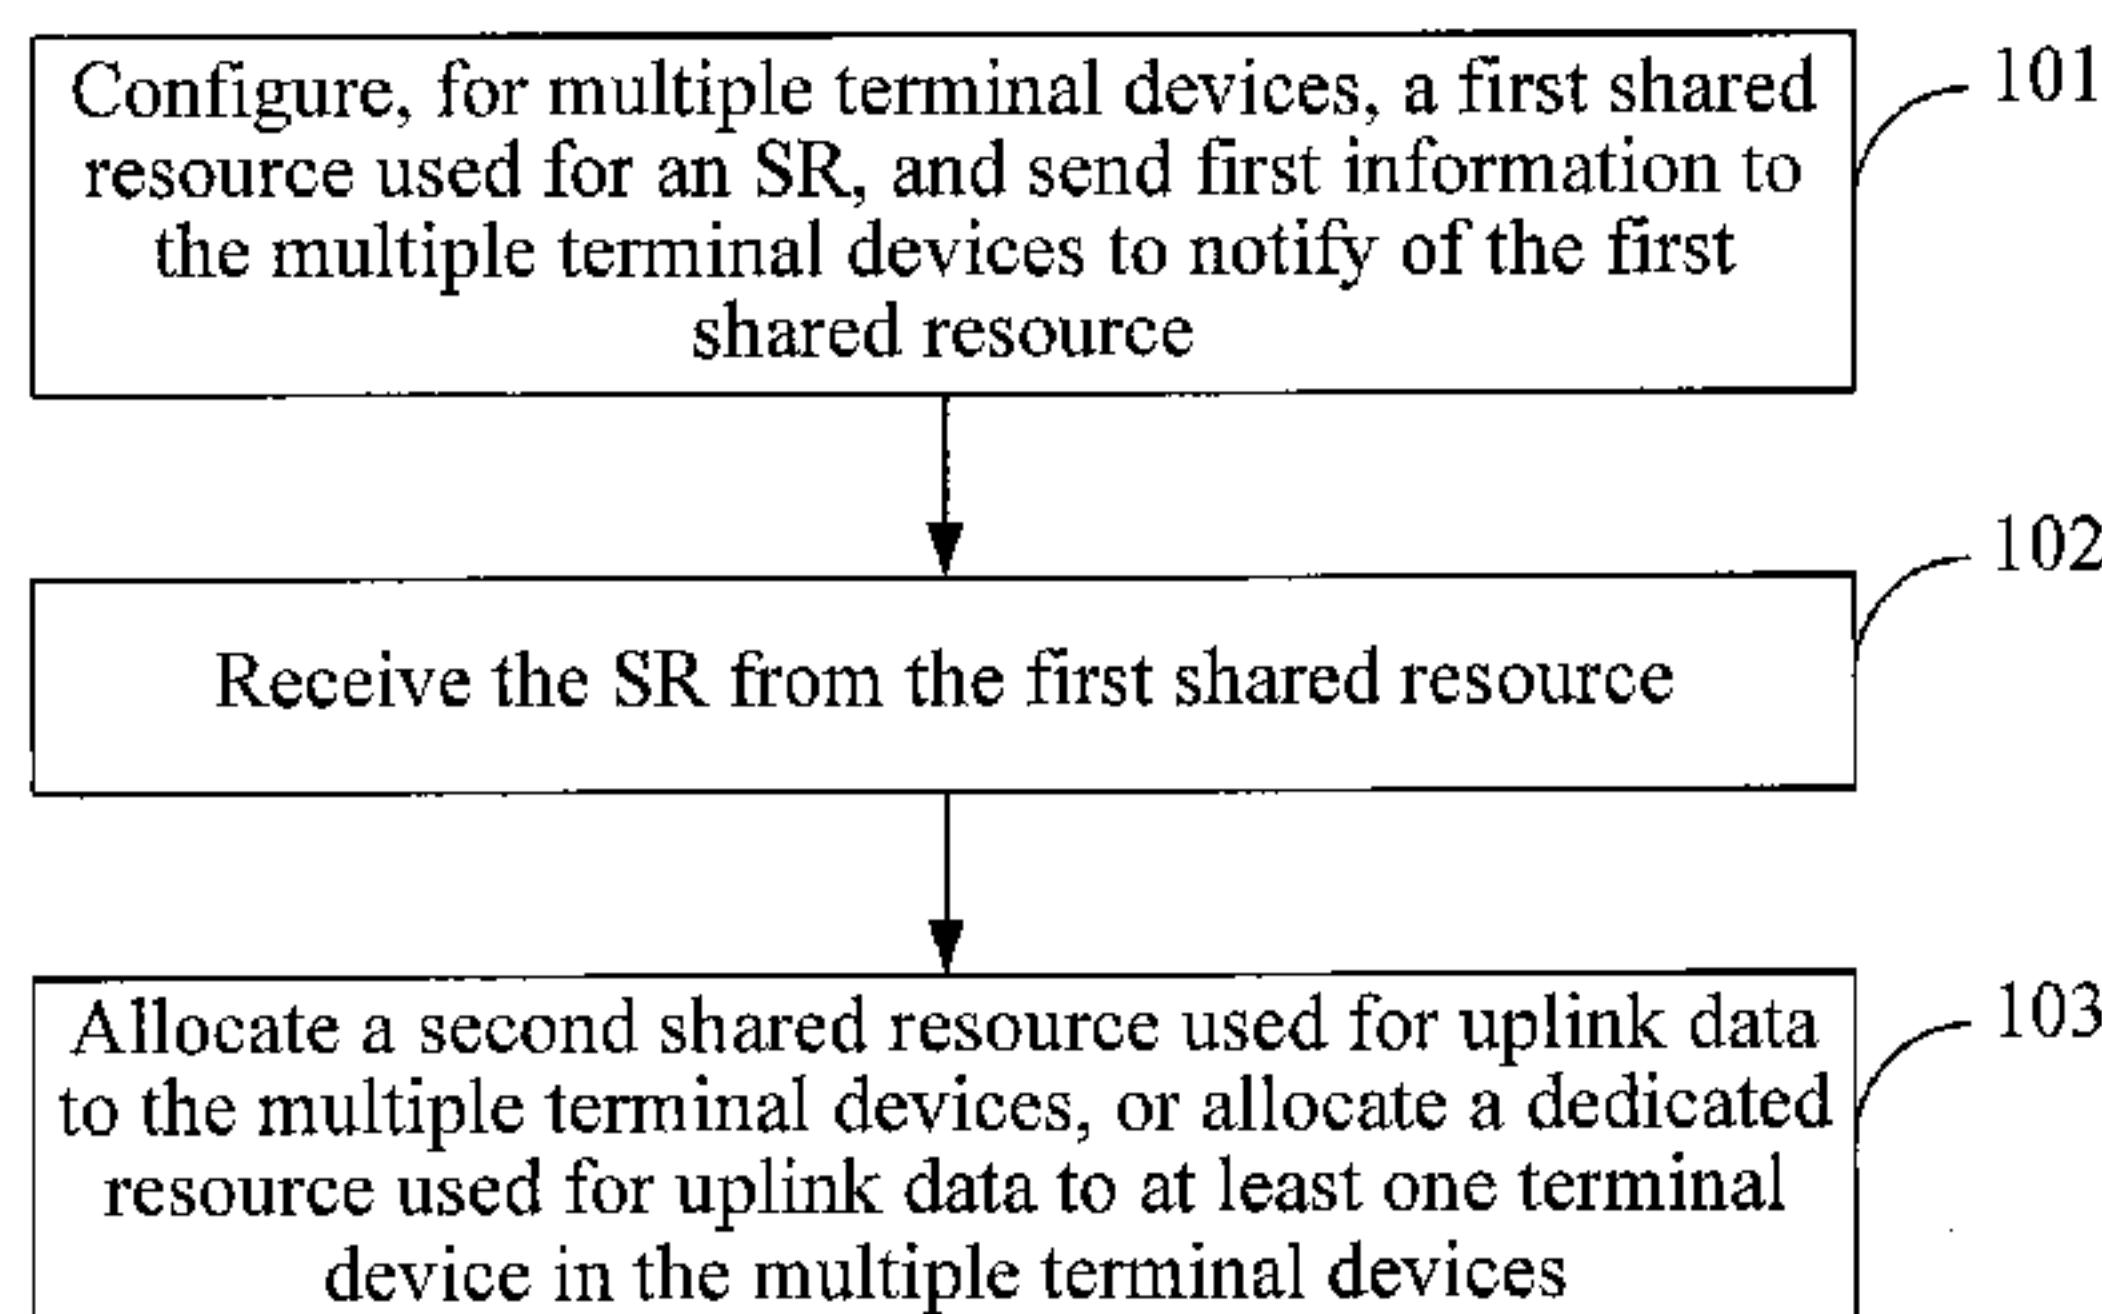 Configure, for multiple terminal devices, a first shared
resource used for an SR, and send first information to
the multiple terminal devices to notify of the first
shared resource
101
Receive the SR from the first shared resource
102
Allocate a second shared resource used for uplink data
to the multiple terminal devices, or allocate a dedicated
resource used for uplink data to at least one terminal
device in the multiple terminal devices
103